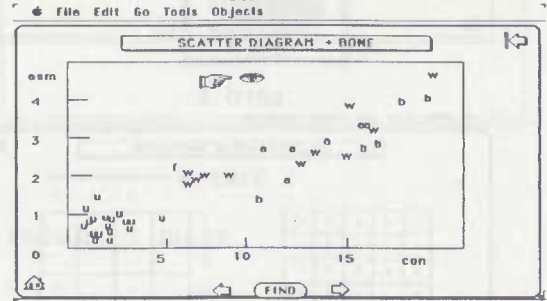 File Edit Go Tools Objects
SCATTER DIAGRAM + BONE
asm
w
4 b b
w
aa w
3 a a a w b b
w w
f w a
2 w w w w
b
u
1 u u
0
5 10 15 con
FIND